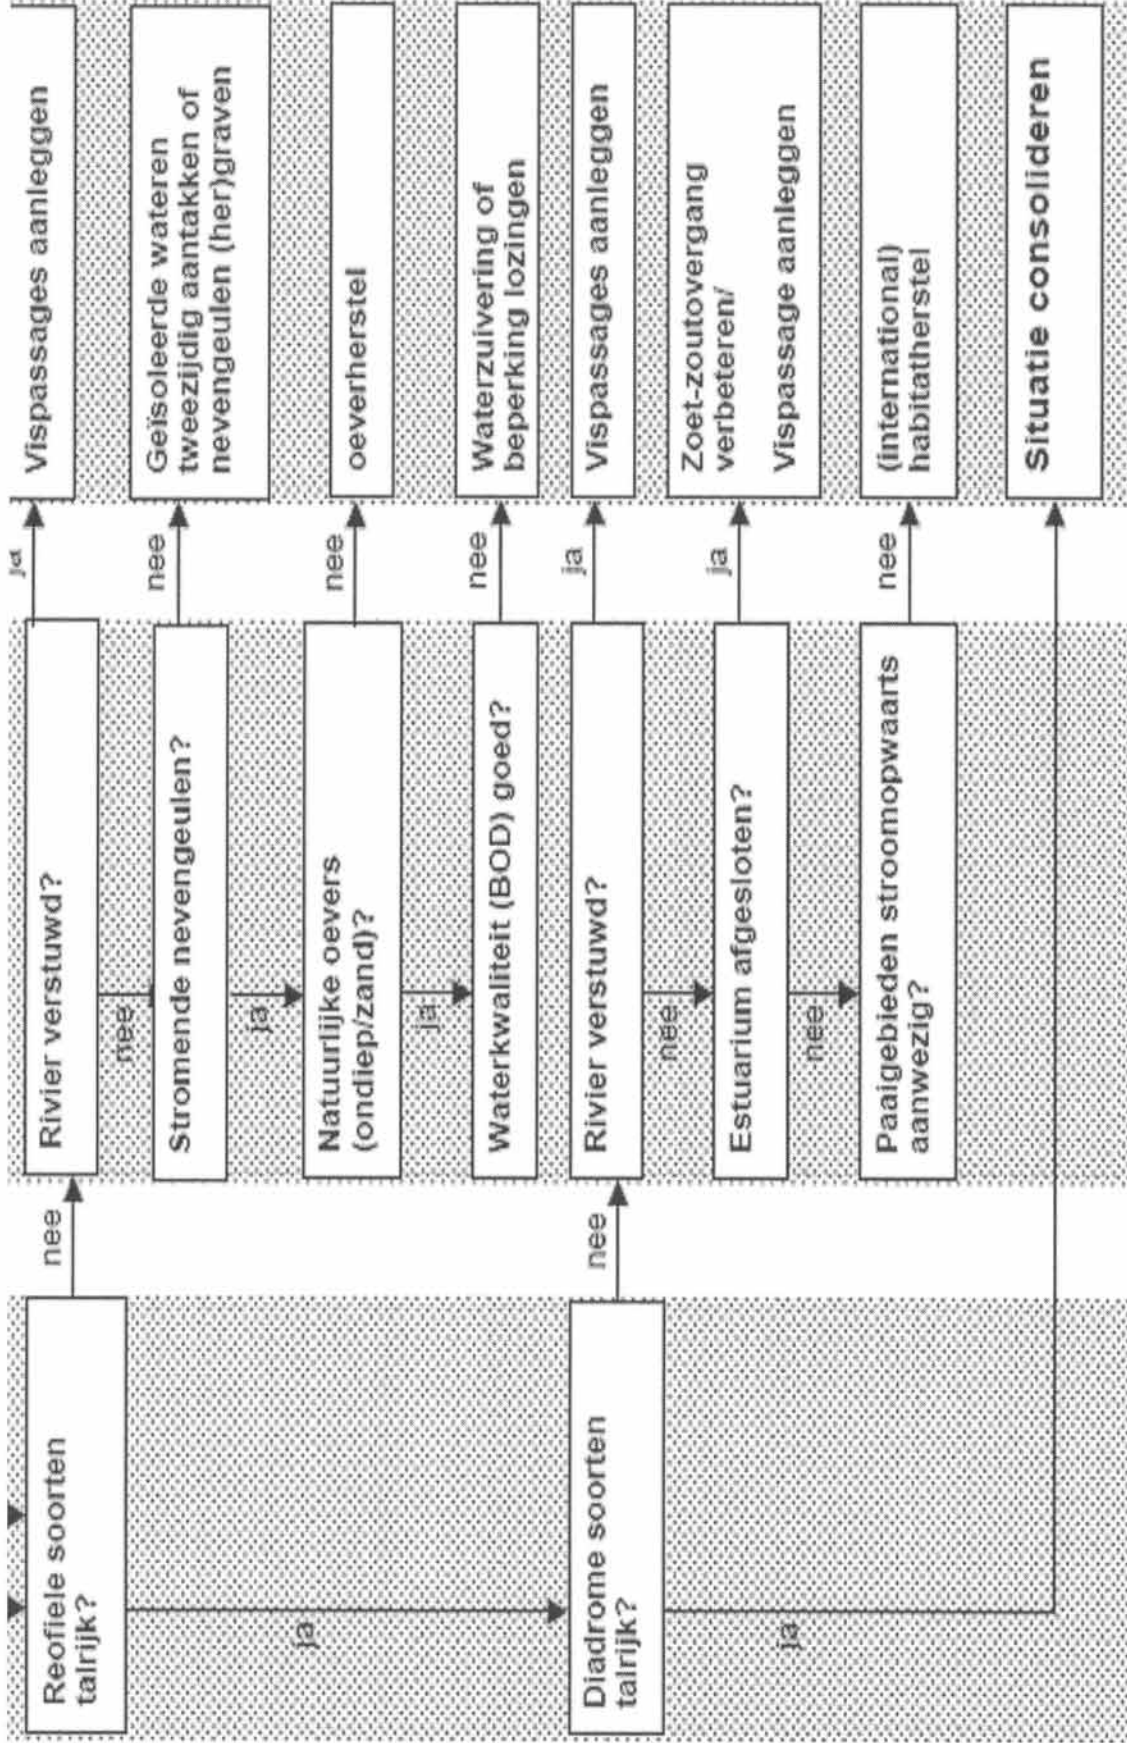 Reofiele soorten
talrijk?
nee
Rivier verstuwd?
ja
Vispassages aanleggen
nee
Stromende nevengeulen?
nee
Geïsoleerde wateren
tweezijdig aantakken of
nevengeulen (her)graven
ja
Natuurlijke oevers
(ondiep/zand)?
nee
oeverherstel
ja
Waterkwaliteit (BOD) goed?
nee
Waterzuivering of
beperking lozingen
ja
Diadrome soorten
talrijk?
nee
Rivier verstuwd?
ja
Vispassages aanleggen
nee
Estuarium afgesloten?
ja
Zoet-zoutovergang
verbeteren/
Vispassage aanleggen
nee
Paaigebieden stroomopwaarts
aanwezig?
nee
(international)
habitatherstel
ja
Situatie consolideren